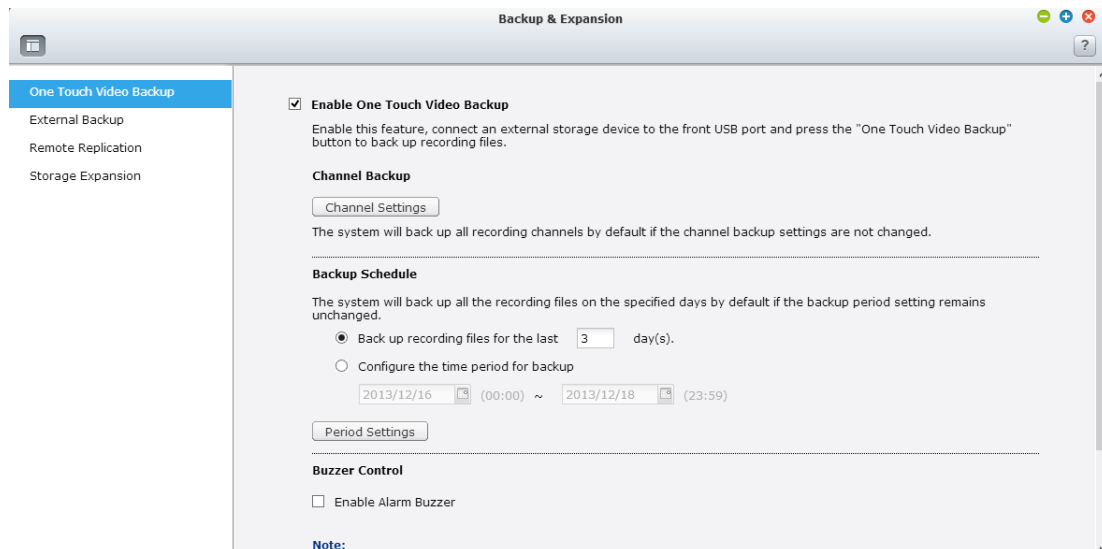 Backup & Expansion
?
One Touch Video Backup
External Backup
Remote Replication
Storage Expansion
Enable One Touch Video Backup
Enable this feature, connect an external storage device to the front USB port and press the "One Touch Video Backup"
button to back up recording files.
Channel Backup
Channel Settings
The system will back up all recording channels by default if the channel backup settings are not changed.
Backup Schedule
The system will back up all the recording files on the specified days by default if the backup period setting remains
unchanged.
Back up recording files for the last 3 day(s).
Configure the time period for backup
2013/12/16 (00:00) ~ 2013/12/18 (23:59)
Period Settings
Buzzer Control
Enable Alarm Buzzer
Note: